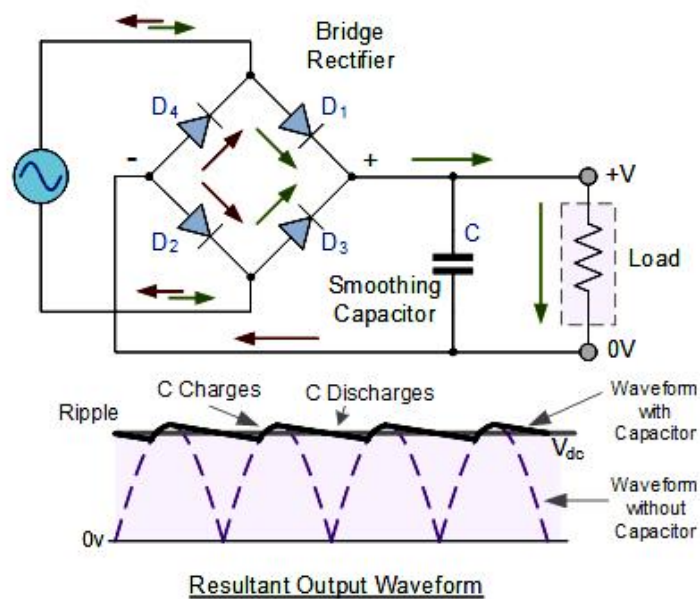 Bridge
Rectifier
D4
D1
-
+
+V
D2
D3
C
Load
Smoothing
Capacitor
0V
C Charges
C Discharges
Waveform
with
Capacitor
Ripple
Vdc
Waveform
without
Capacitor
0v
Resultant Output Waveform